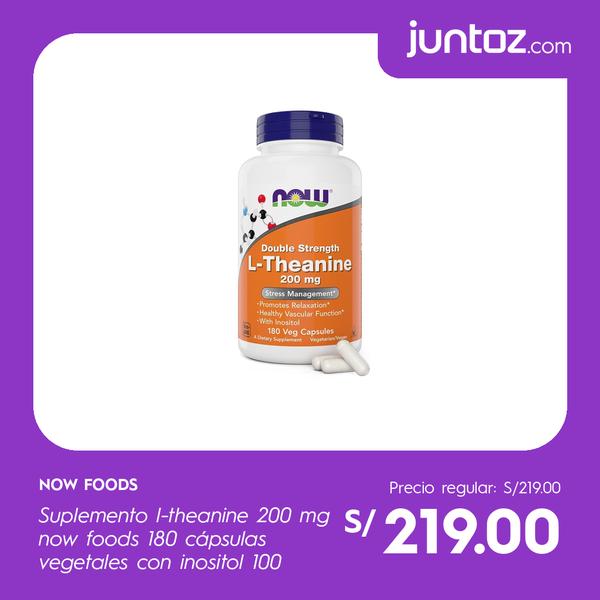 juntoz.com
NOW
Double Strength
L-Theanine
200 mg
Stress Management*
• Promotes Relaxation*
• Healthy Vascular Function*
• With Inositol
180 Veg Capsules
A Dietary Supplement Vegetarian/Vegan
NOW FOODS
Precio regular: S/219.00
Suplemento l-theanine 200 mg
now foods 180 cápsulas
vegetales con inositol 100
S/ 219.00